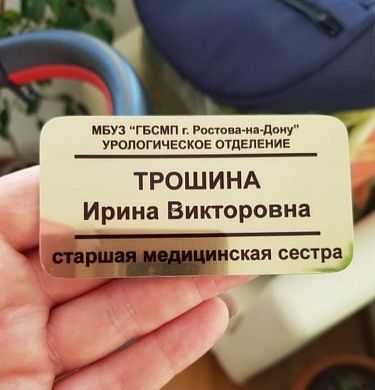 МБУЗ "ГБСМП г. Ростова-на-Дону"
УРОЛОГИЧЕСКОЕ ОТДЕЛЕНИЕ
ТРОШИНА
Ирина Викторовна
старшая медицинская сестра